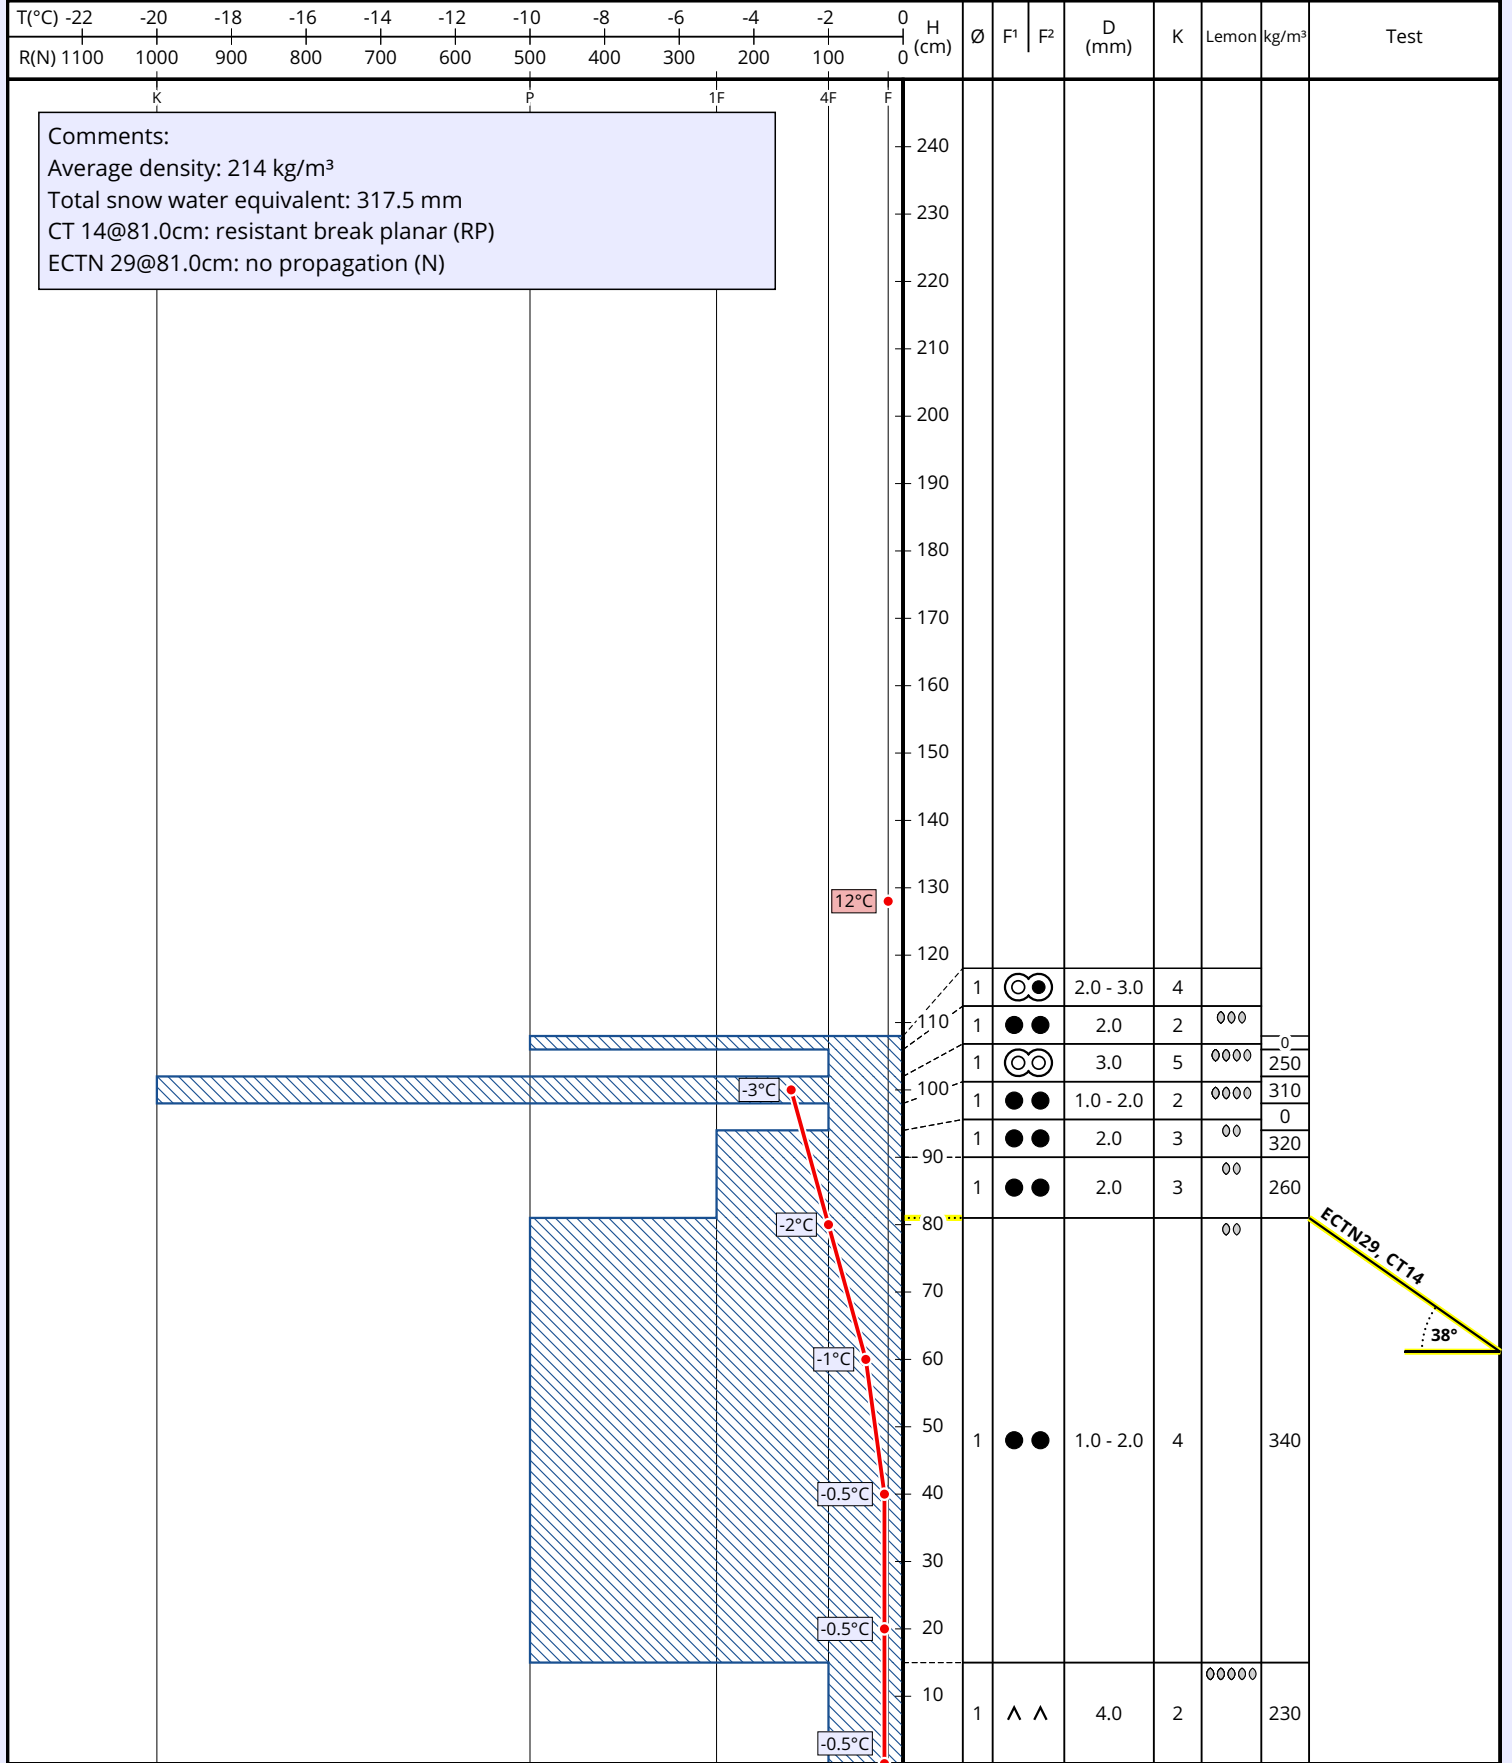 T(°C) -22 -20 -18 -16 -14 -12 -10 -8 -6 -4 -2 0
R(N) 1100 1000 900 800 700 600 500 400 300 200 100 0
H (cm) Ø F¹ F² D (mm) K Lemon kg/m³ Test
K P 1F 4F F
Comments:
Average density: 214 kg/m³
Total snow water equivalent: 317.5 mm
CT 14@81.0cm: resistant break planar (RP)
ECTN 29@81.0cm: no propagation (N)
240
230
220
210
200
190
180
170
160
150
140
130
12°C
120
1 2.0 - 3.0 4
110
1 2.0 2
0
1 3.0 5 250
-3°C 100 310
1 1.0 - 2.0 2
0
1 2.0 3 320
90
1 2.0 3 260
-2°C 80
ECTN29, CT14
70
38°
-1°C 60
50
1 1.0 - 2.0 4 340
-0.5°C 40
30
-0.5°C 20
10
1 4.0 2 230
-0.5°C